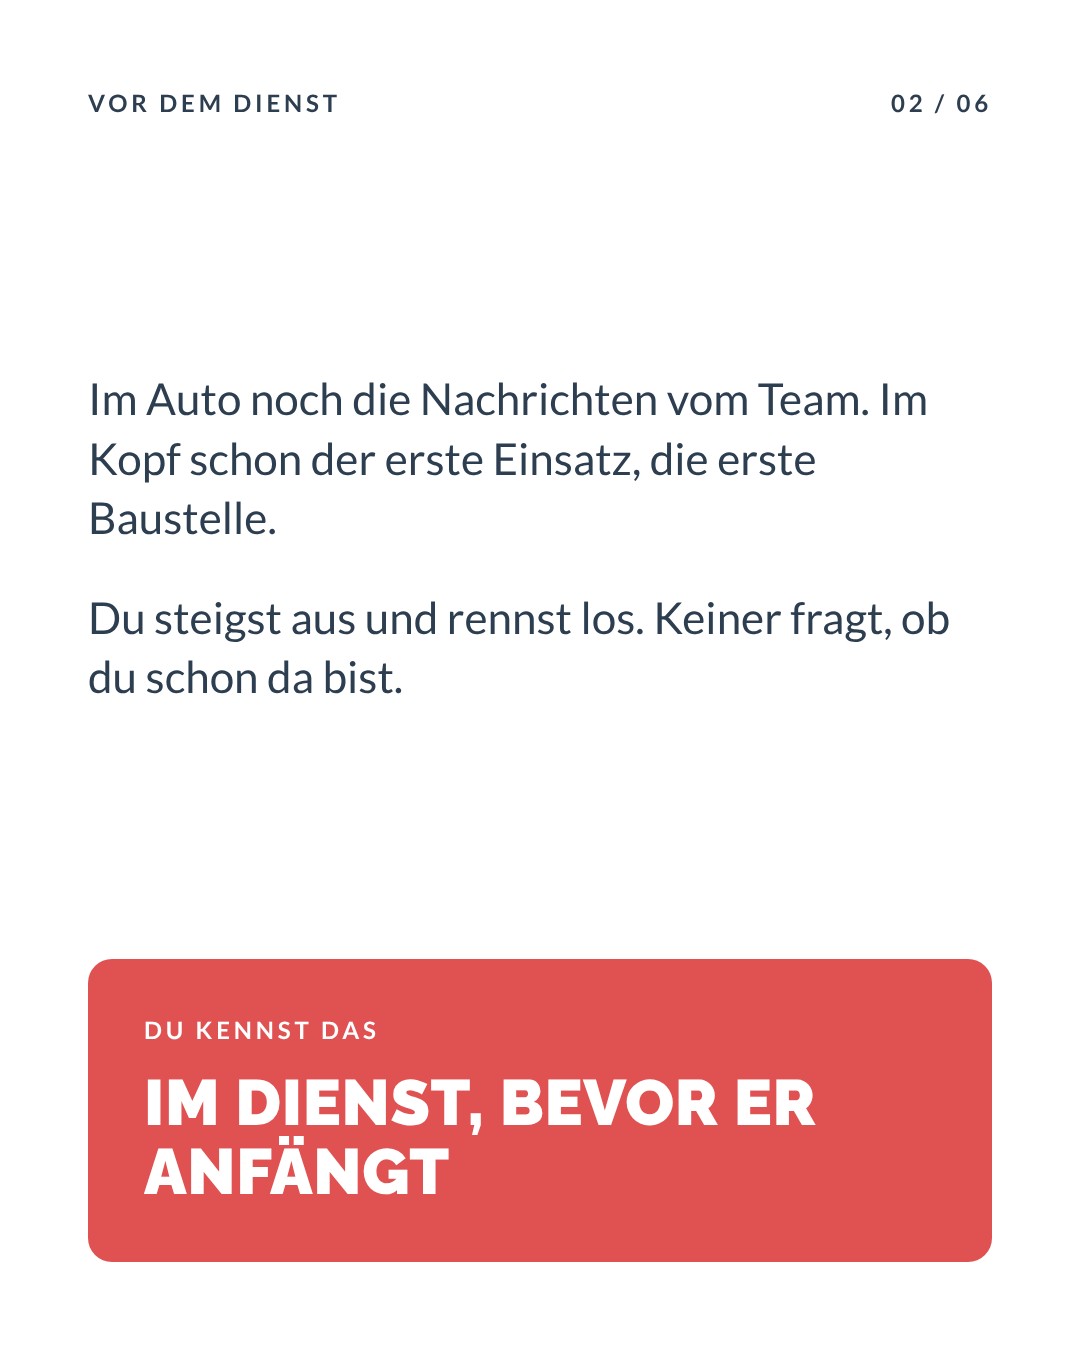 VOR DEM DIENST
02 / 06
Im Auto noch die Nachrichten vom Team. Im
Kopf schon der erste Einsatz, die erste
Baustelle.
Du steigst aus und rennst los. Keiner fragt, ob
du schon da bist.
DU KENNST DAS
IM DIENST, BEVOR ER
ANFÄNGT